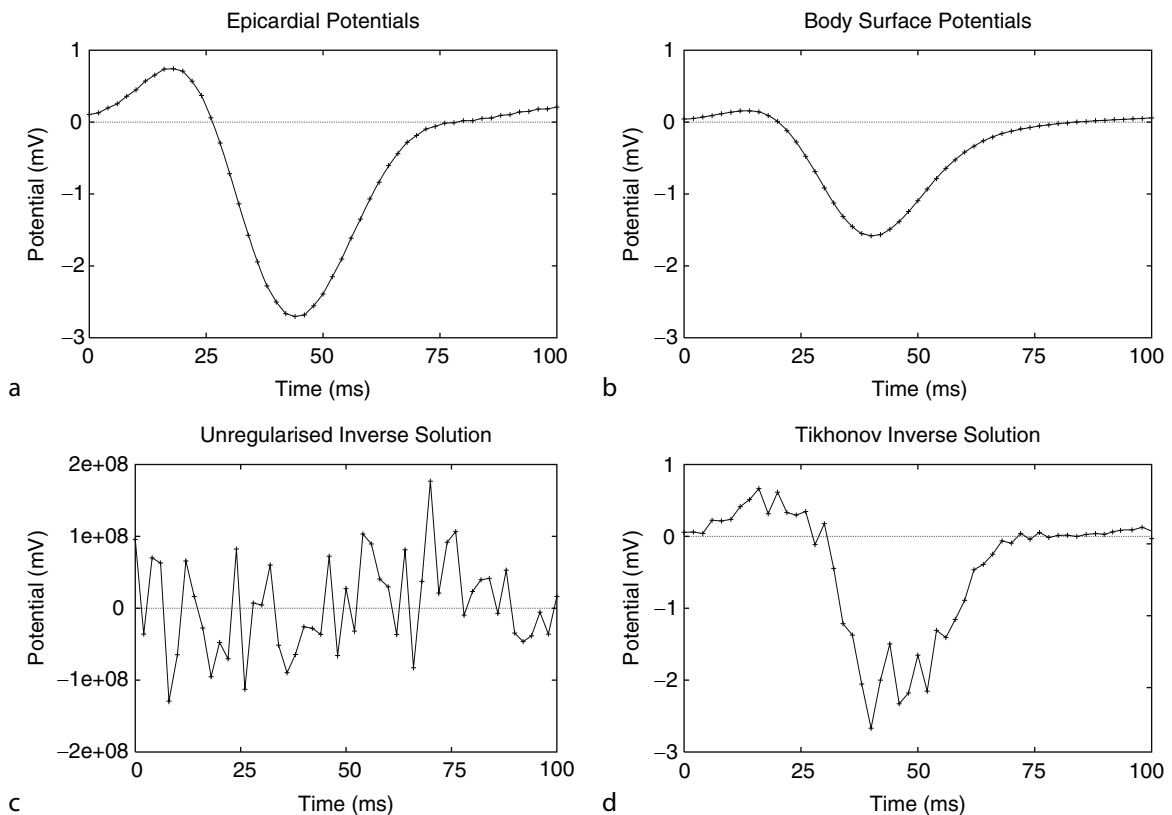 Epicardial Potentials
1
0
−1
−2
−3
Potential (mV)
0 25 50 75 100
Time (ms)
a
Body Surface Potentials
1
0
−1
−2
−3
Potential (mV)
0 25 50 75 100
Time (ms)
b
Unregularised Inverse Solution
2e+08
1e+08
0
−1e+08
−2e+08
Potential (mV)
0 25 50 75 100
Time (ms)
c
Tikhonov Inverse Solution
1
0
−1
−2
−3
Potential (mV)
0 25 50 75 100
Time (ms)
d